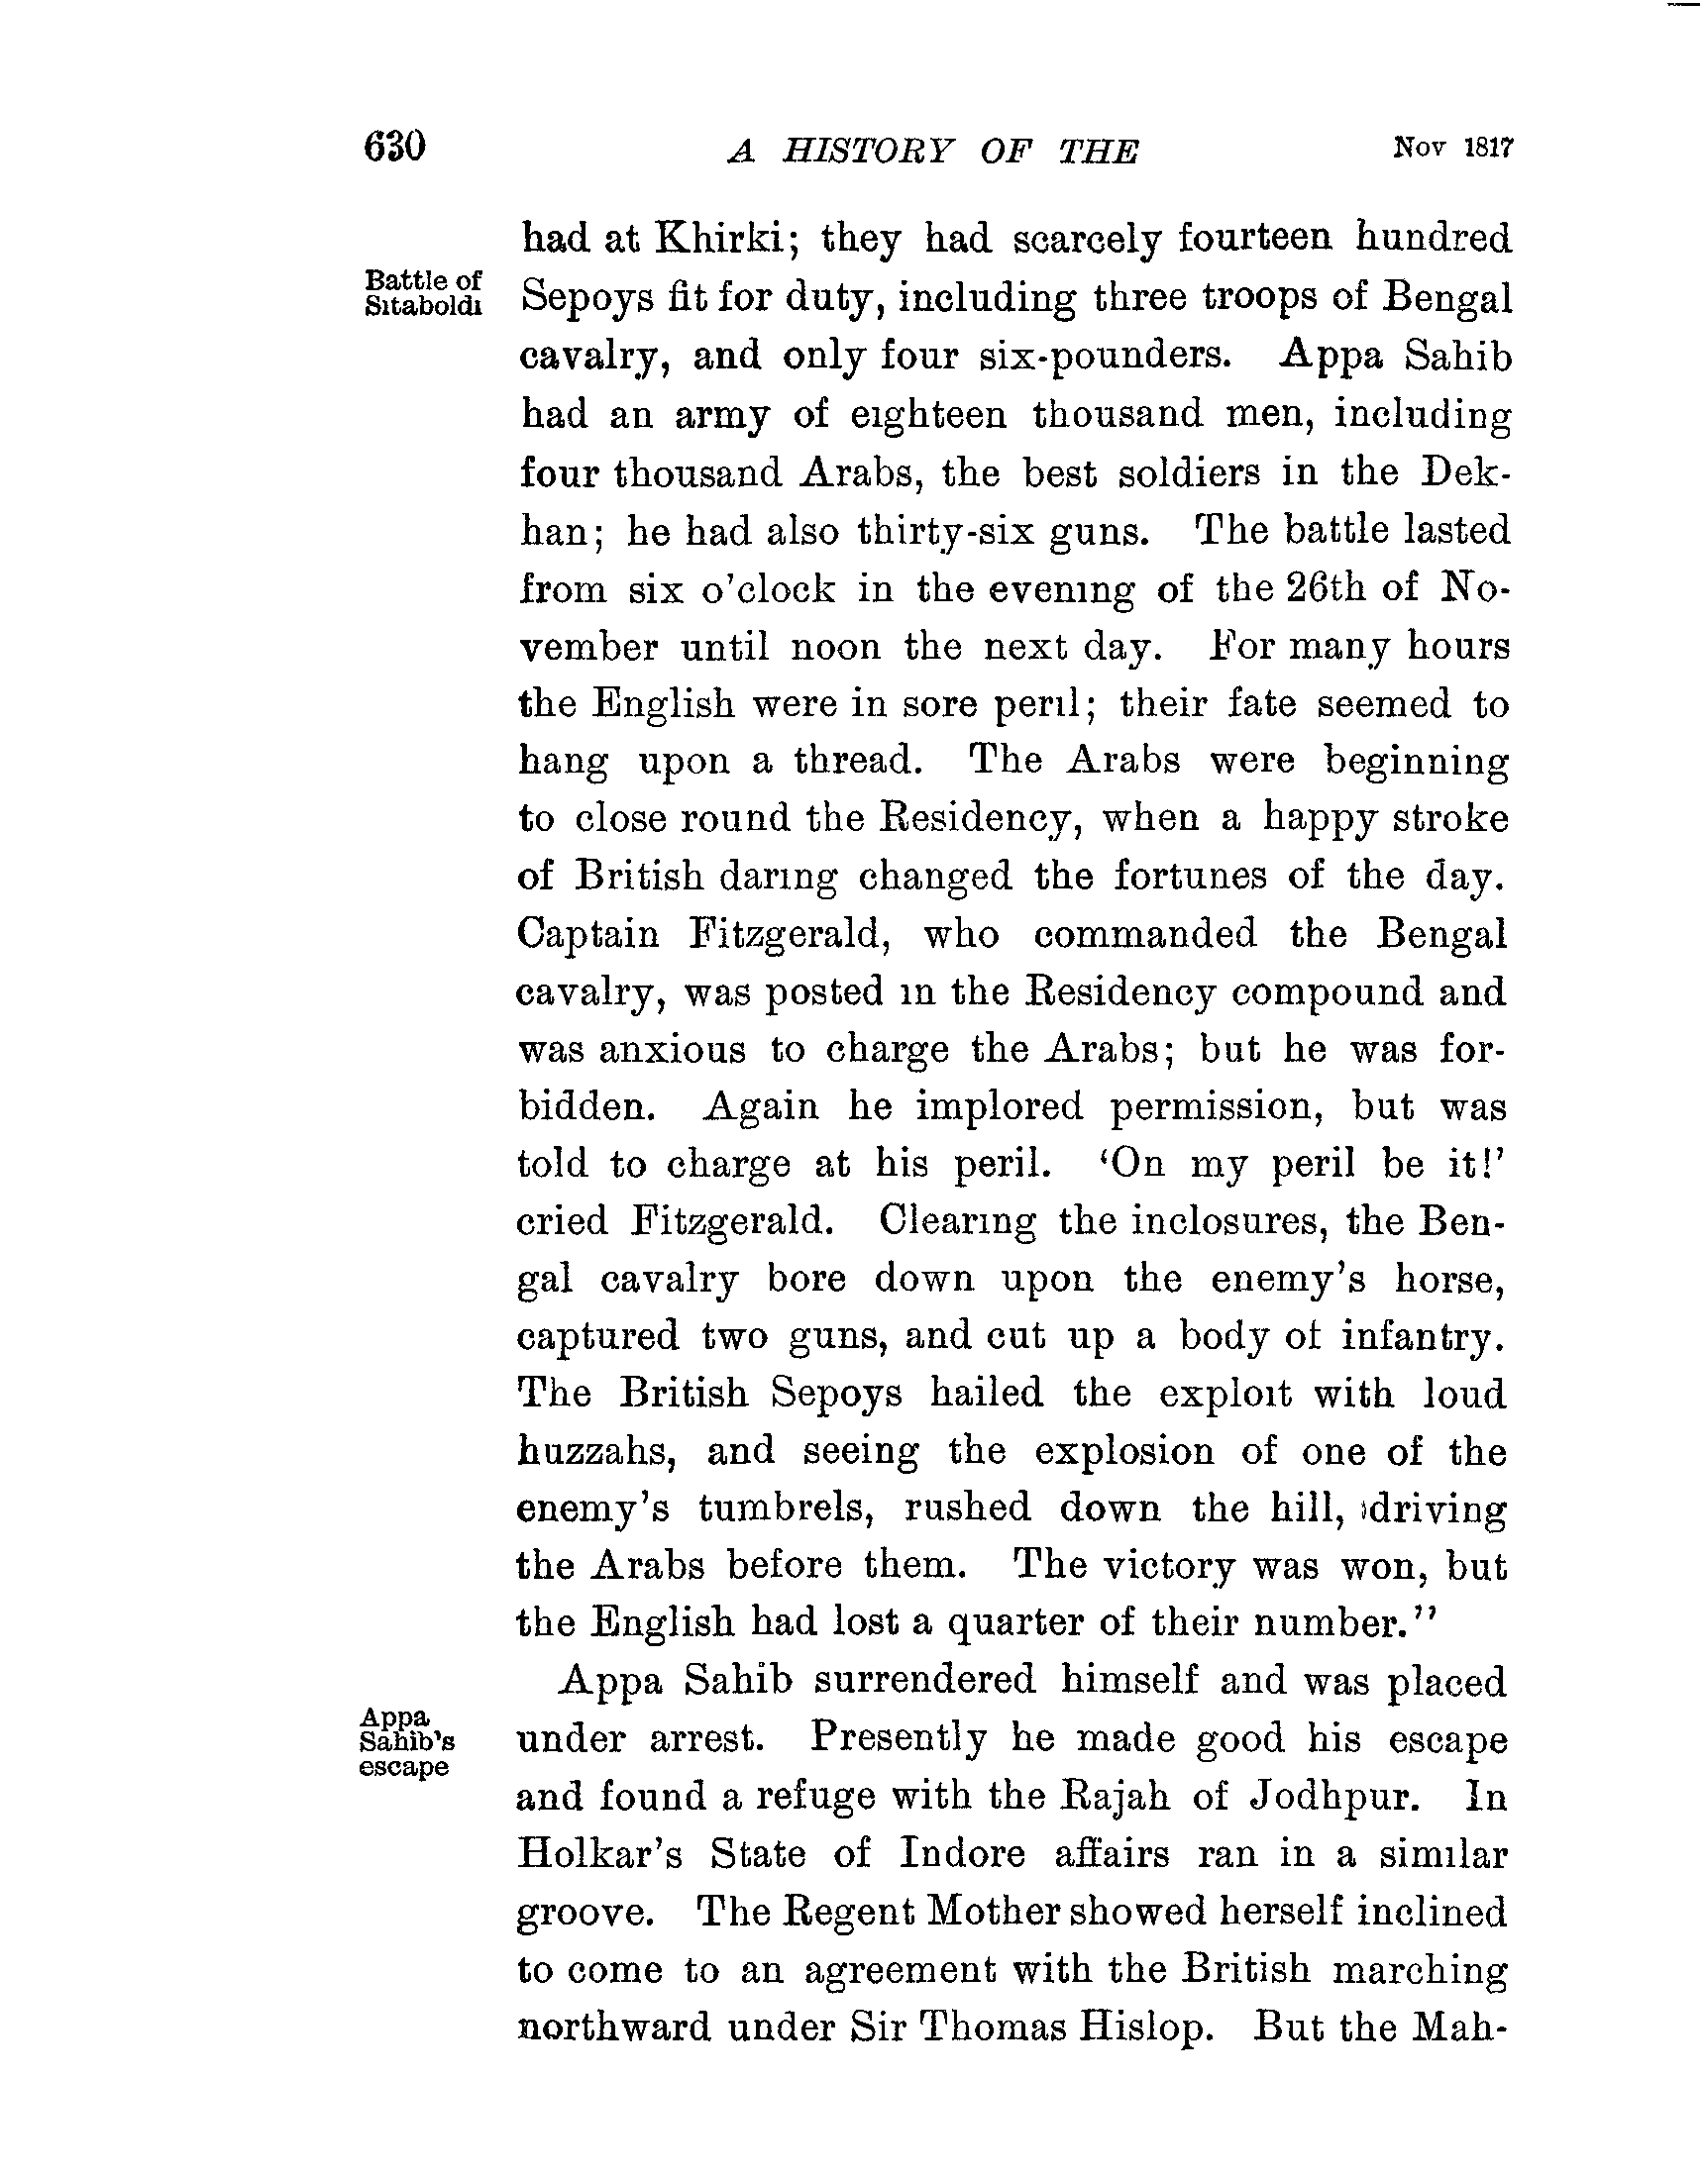 630 A HISTORY OF THE Nov 1817
had at Khirki; they had scarcely fourteen hundred
Battle of
Sitaboldi
Sepoys fit for duty, including three troops of Bengal
cavalry, and only four six-pounders. Appa Sahib
had an army of eighteen thousand men, including
four thousand Arabs, the best soldiers in the Dek-
han; he had also thirty-six guns. The battle lasted
from six o'clock in the evening of the 26th of No-
vember until noon the next day. For many hours
the English were in sore peril; their fate seemed to
hang upon a thread. The Arabs were beginning
to close round the Residency, when a happy stroke
of British daring changed the fortunes of the day.
Captain Fitzgerald, who commanded the Bengal
cavalry, was posted in the Residency compound and
was anxious to charge the Arabs; but he was for-
bidden. Again he implored permission, but was
told to charge at his peril. 'On my peril be it!'
cried Fitzgerald. Clearing the inclosures, the Ben-
gal cavalry bore down upon the enemy's horse,
captured two guns, and cut up a body of infantry.
The British Sepoys hailed the exploit with loud
huzzahs, and seeing the explosion of one of the
enemy's tumbrels, rushed down the hill, driving
the Arabs before them. The victory was won, but
the English had lost a quarter of their number."
Appa Sahib surrendered himself and was placed
Appa
Sahib's
escape
under arrest. Presently he made good his escape
and found a refuge with the Rajah of Jodhpur. In
Holkar's State of Indore affairs ran in a similar
groove. The Regent Mother showed herself inclined
to come to an agreement with the British marching
northward under Sir Thomas Hislop. But the Mah-